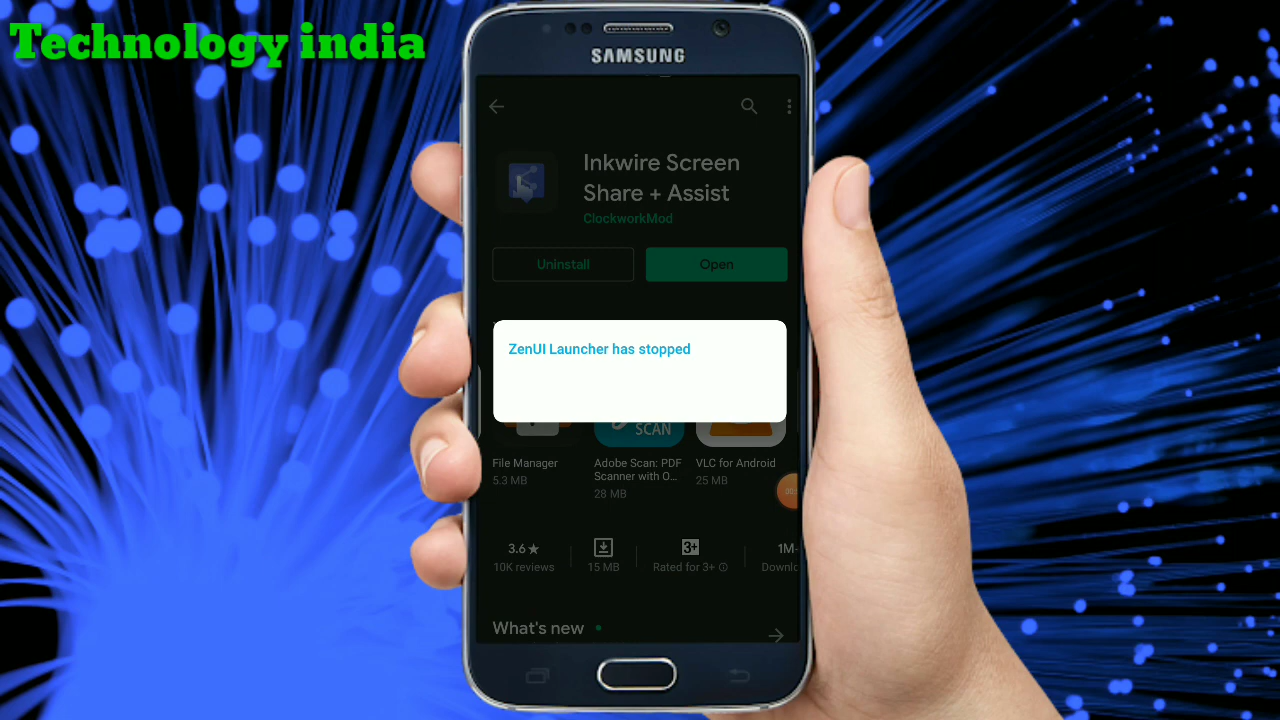 Technology india
SAMSUNG
Inkwire Screen
Share + Assist
ClockworkMod
Uninstall
Open
ZenUI Launcher has stopped
SCAN
File Manager
5.3 MB
Adobe Scan: PDF
Scanner with O...
28 MB
VLC for Android
25 MB
3.6★
10K reviews
15 MB
3+
Rated for 3+
1M
Downlo
What's new